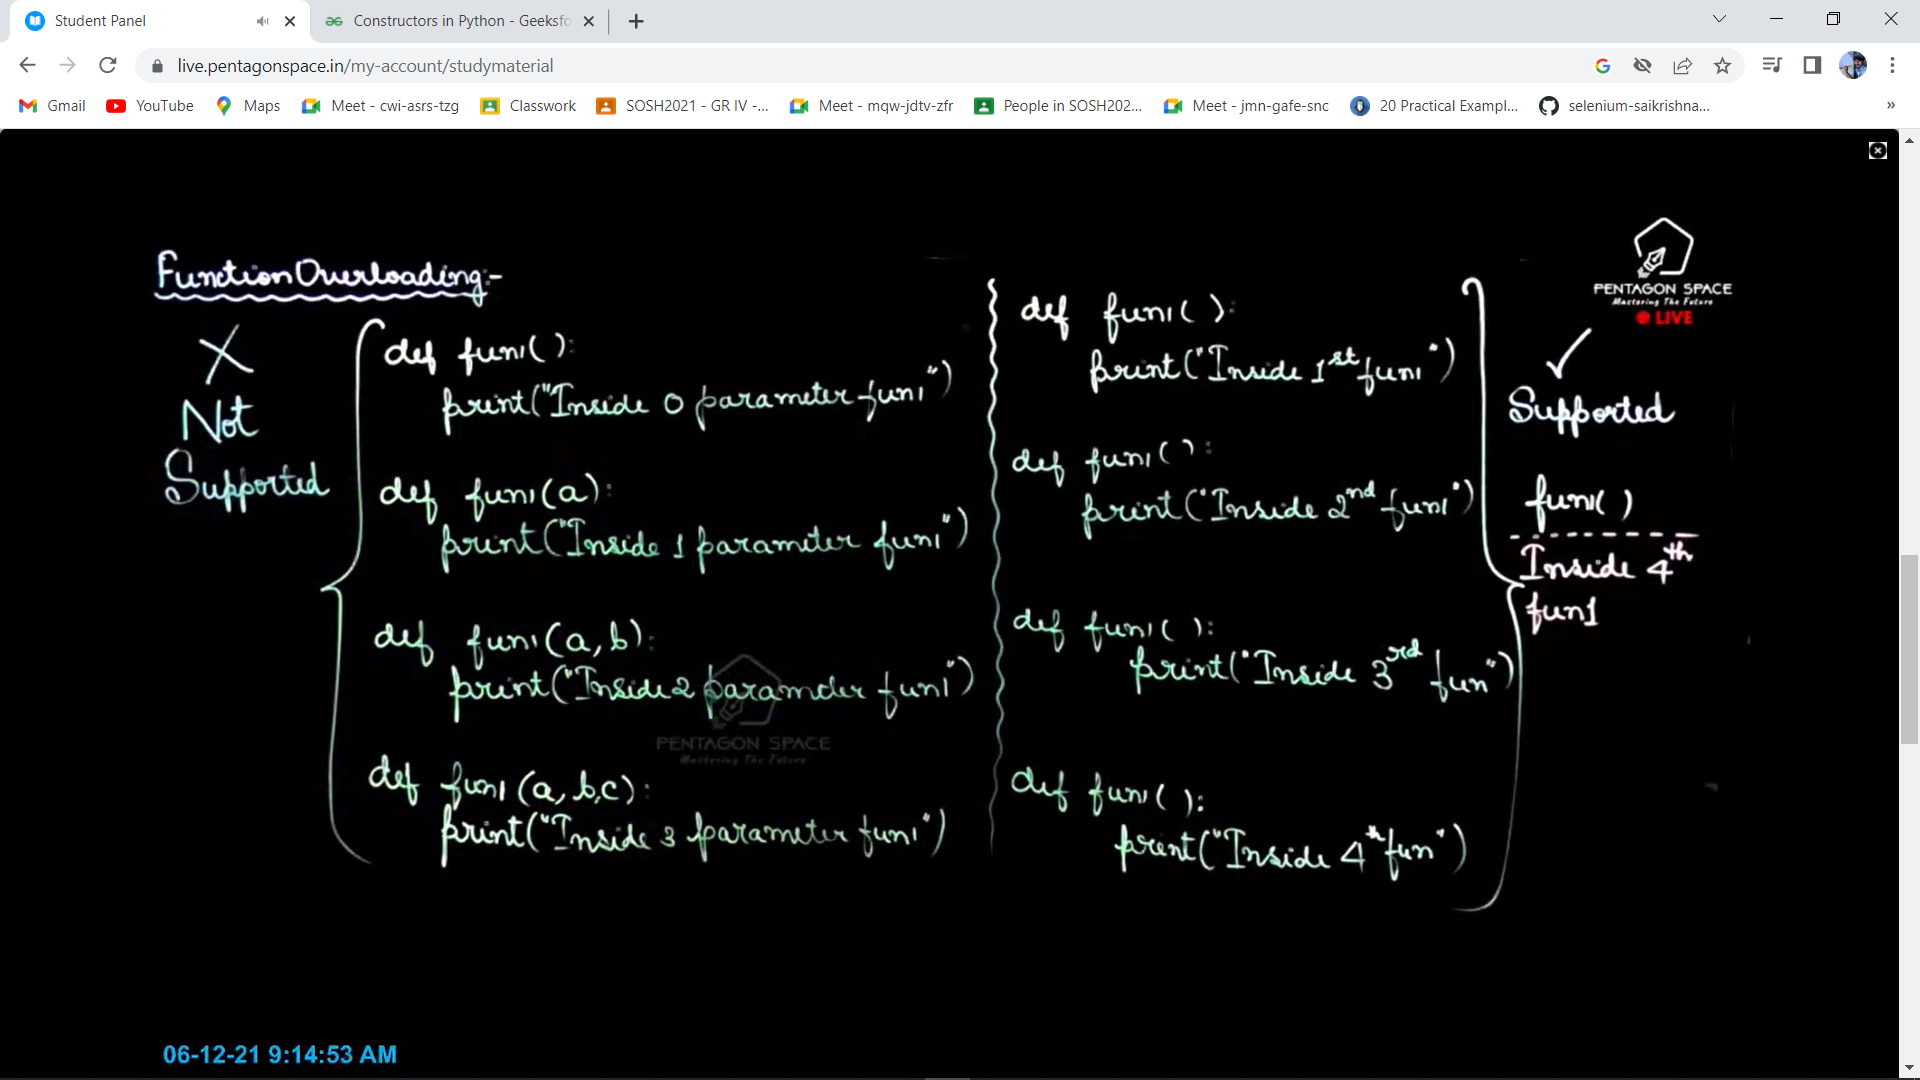 Student Panel
Constructors in Python - Geeksfo
live.pentagonspace.in/my-account/studymaterial
Gmail
YouTube
Maps
Meet - cwi-asrs-tzg
Classwork
SOSH2021 - GR IV -...
Meet - mqw-jdtv-zfr
People in SOSH202...
Meet - jmn-gafe-snc
20 Practical Exampl...
selenium-saikrishna...
»
Function Overloading:-
X
Not
Supported
def fun1( ):
print("Inside 0 parameter fun1")
def fun1(a):
print("Inside 1 parameter fun1")
def fun1(a, b):
print("Inside 2 parameter fun1")
def fun1(a, b,c):
print("Inside 3 parameter fun1")
def fun1( ):
print("Inside 1st fun1")
def fun1( ):
print("Inside 2nd fun1")
def fun1( ):
print("Inside 3rd fun")
def fun1( ):
print("Inside 4th fun")
PENTAGON SPACE
Mastering The Future
LIVE
✓
Supported
fun1( )
Inside 4th
fun1
PENTAGON SPACE
Mastering The Future
06-12-21 9:14:53 AM